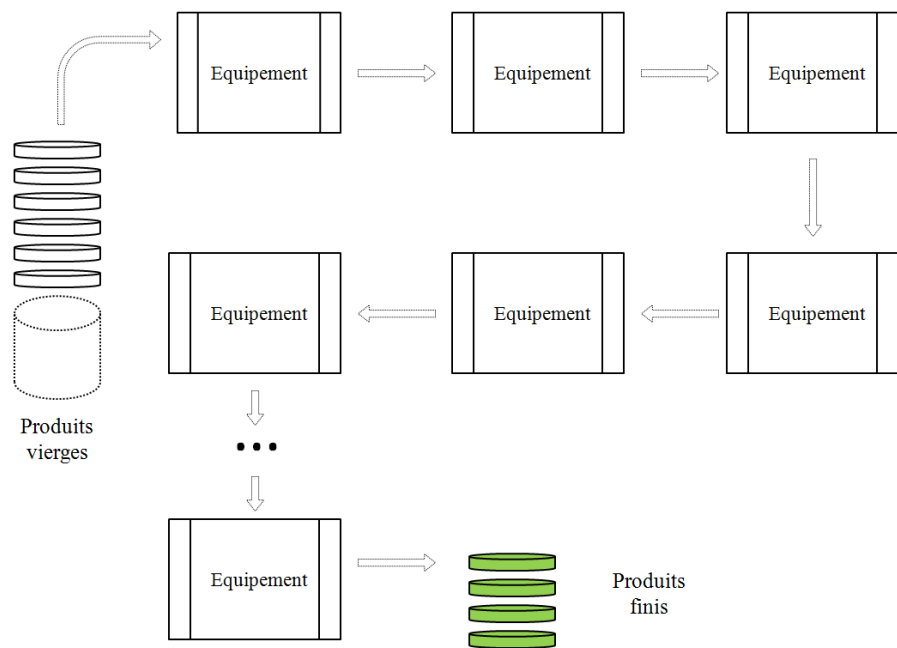 Equipement
Equipement
Equipement
Equipement
Equipement
Equipement
Produits
vierges
•••
Equipement
Produits
finis